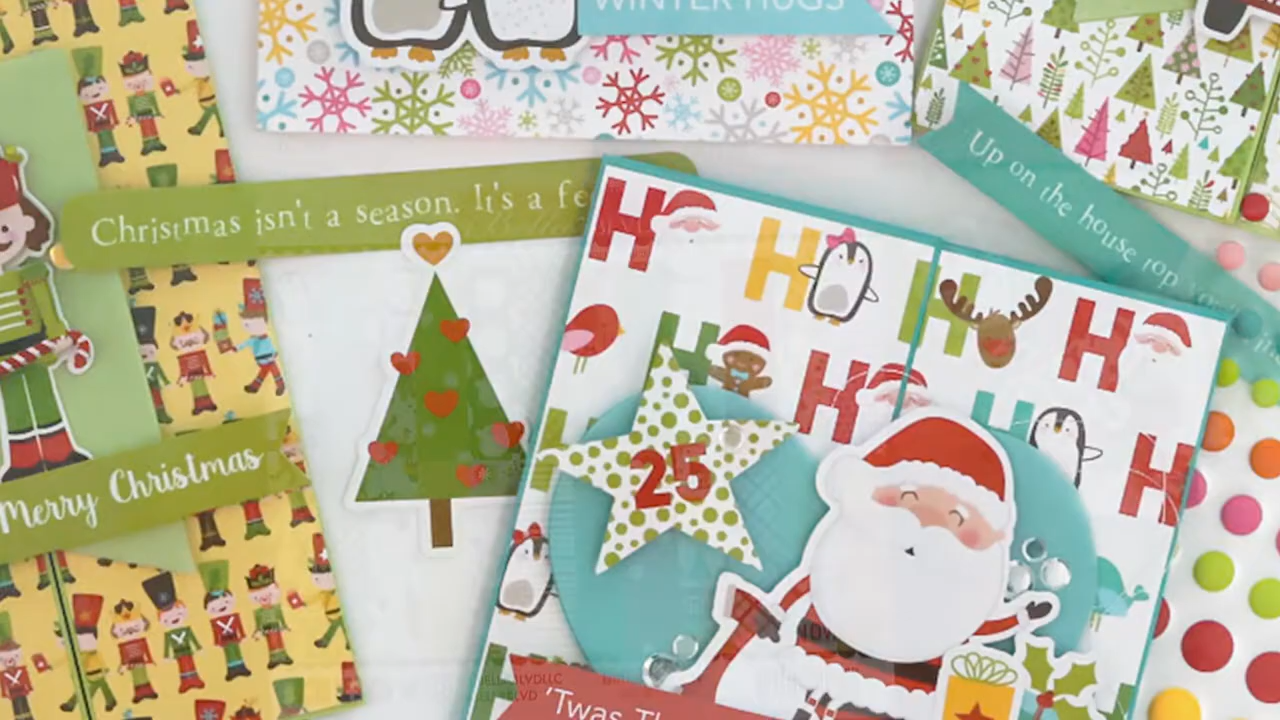 WINTER HUGS
Up on the house top
Christmas isn't a season. It's a fe
H
H
H
H
H
H
H
H
25
Merry Christmas
'Twas Th